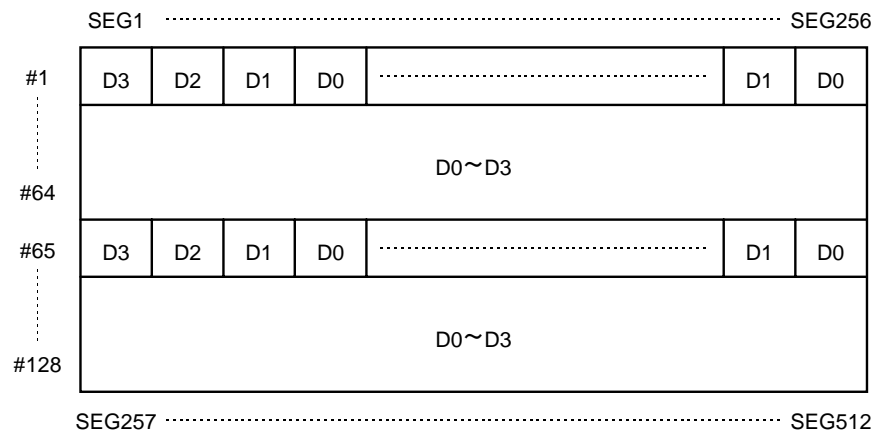 SEG1 SEG256
#1 D3 D2 D1 D0 D1 D0
D0~D3
#64
#65 D3 D2 D1 D0 D1 D0
D0~D3
#128
SEG257 SEG512